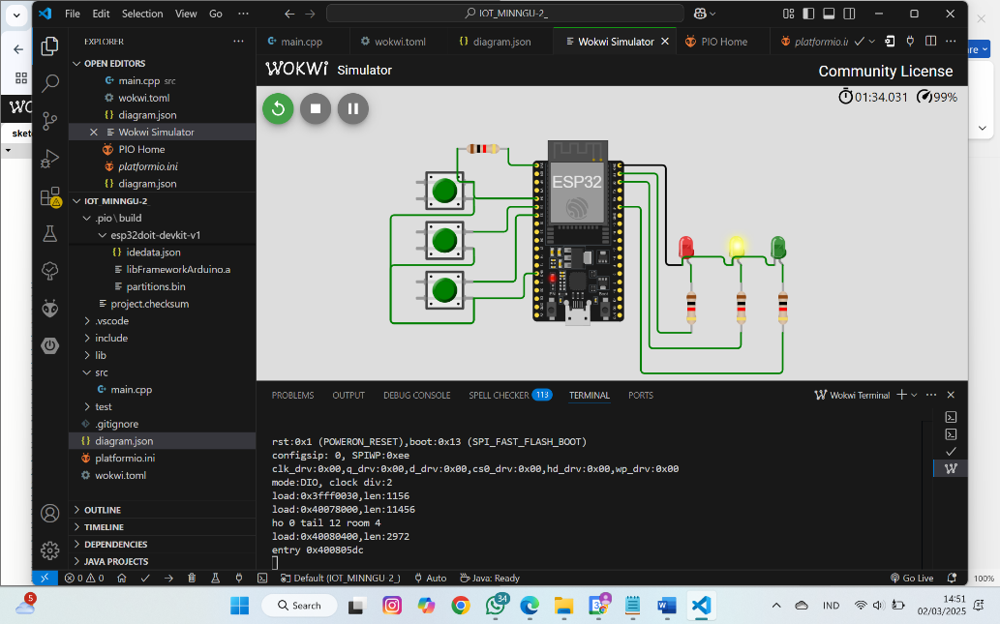 File Edit Selection View Go ···
IOT_MINNGU-2_
EXPLORER
OPEN EDITORS
main.cpp src
wokwi.toml
diagram.json
Wokwi Simulator
PIO Home
platformio.ini
diagram.json
IOT_MINNGU-2_
.pio\build
esp32doit-devkit-v1
idedata.json
libFrameworkArduino.a
partitions.bin
project.checksum
.vscode
include
lib
src
main.cpp
test
.gitignore
diagram.json
platformio.ini
wokwi.toml
OUTLINE
TIMELINE
DEPENDENCIES
JAVA PROJECTS
main.cpp wokwi.toml diagram.json Wokwi Simulator PIO Home
WOKWI Simulator
Community License
01:34.031 99%
ESP32
PROBLEMS OUTPUT DEBUG CONSOLE SPELL CHECKER 113 TERMINAL PORTS
Wokwi Terminal
rst:0x1 (POWERON_RESET),boot:0x13 (SPI_FAST_FLASH_BOOT)
configsip: 0, SPIWP:0xee
clk_drv:0x00,q_drv:0x00,d_drv:0x00,cs0_drv:0x00,hd_drv:0x00,wp_drv:0x00
mode:DIO, clock div:2
load:0x3fff0030,len:1156
load:0x40078000,len:11456
ho 0 tail 12 room 4
load:0x40080400,len:2972
entry 0x400805dc
0 0 Default (IOT_MINNGU-2_) Auto Java: Ready Go Live
100%
5
Search
34
IND
14:51
02/03/2025